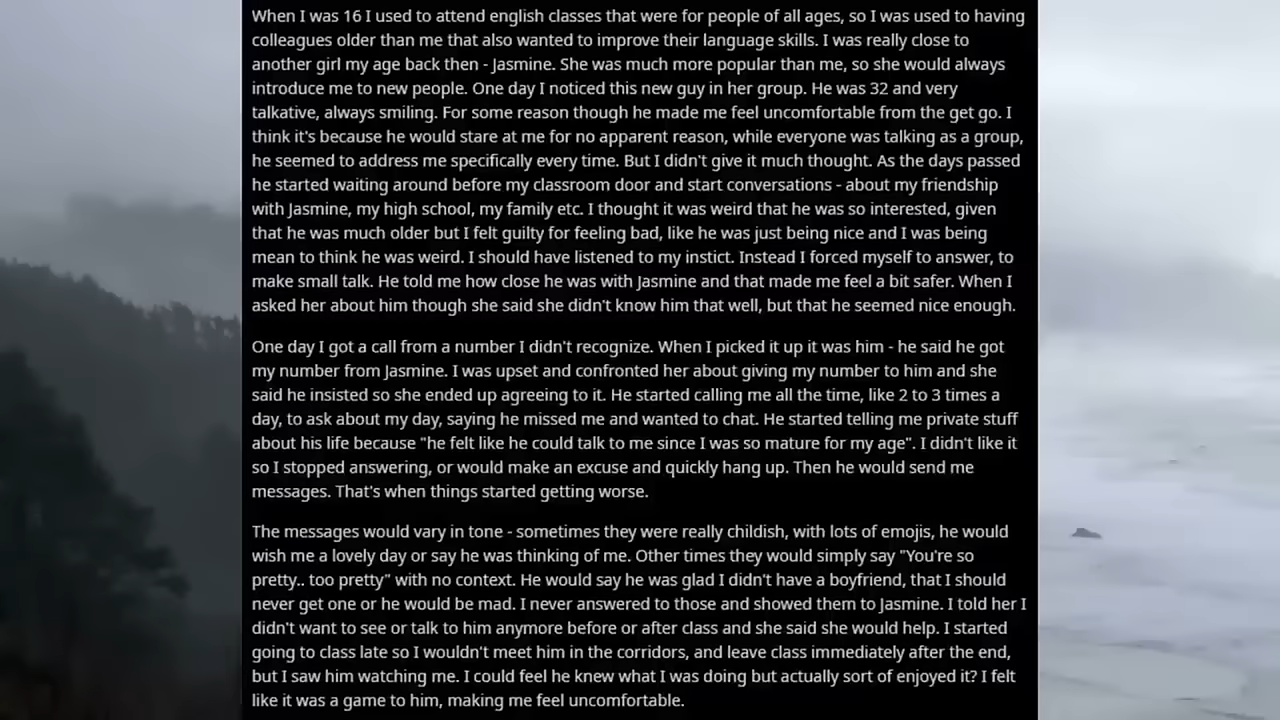 When I was 16 I used to attend english classes that were for people of all ages, so I was used to having
colleagues older than me that also wanted to improve their language skills. I was really close to
another girl my age back then - Jasmine. She was much more popular than me, so she would always
introduce me to new people. One day I noticed this new guy in her group. He was 32 and very
talkative, always smiling. For some reason though he made me feel uncomfortable from the get go. I
think it's because he would stare at me for no apparent reason, while everyone was talking as a group,
he seemed to address me specifically every time. But I didn't give it much thought. As the days passed
he started waiting around before my classroom door and start conversations - about my friendship
with Jasmine, my high school, my family etc. I thought it was weird that he was so interested, given
that he was much older but I felt guilty for feeling bad, like he was just being nice and I was being
mean to think he was weird. I should have listened to my instict. Instead I forced myself to answer, to
make small talk. He told me how close he was with Jasmine and that made me feel a bit safer. When I
asked her about him though she said she didn't know him that well, but that he seemed nice enough.
One day I got a call from a number I didn't recognize. When I picked it up it was him - he said he got
my number from Jasmine. I was upset and confronted her about giving my number to him and she
said he insisted so she ended up agreeing to it. He started calling me all the time, like 2 to 3 times a
day, to ask about my day, saying he missed me and wanted to chat. He started telling me private stuff
about his life because "he felt like he could talk to me since I was so mature for my age". I didn't like it
so I stopped answering, or would make an excuse and quickly hang up. Then he would send me
messages. That's when things started getting worse.
The messages would vary in tone - sometimes they were really childish, with lots of emojis, he would
wish me a lovely day or say he was thinking of me. Other times they would simply say "You're so
pretty.. too pretty" with no context. He would say he was glad I didn't have a boyfriend, that I should
never get one or he would be mad. I never answered to those and showed them to Jasmine. I told her I
didn't want to see or talk to him anymore before or after class and she said she would help. I started
going to class late so I wouldn't meet him in the corridors, and leave class immediately after the end,
but I saw him watching me. I could feel he knew what I was doing but actually sort of enjoyed it? I felt
like it was a game to him, making me feel uncomfortable.